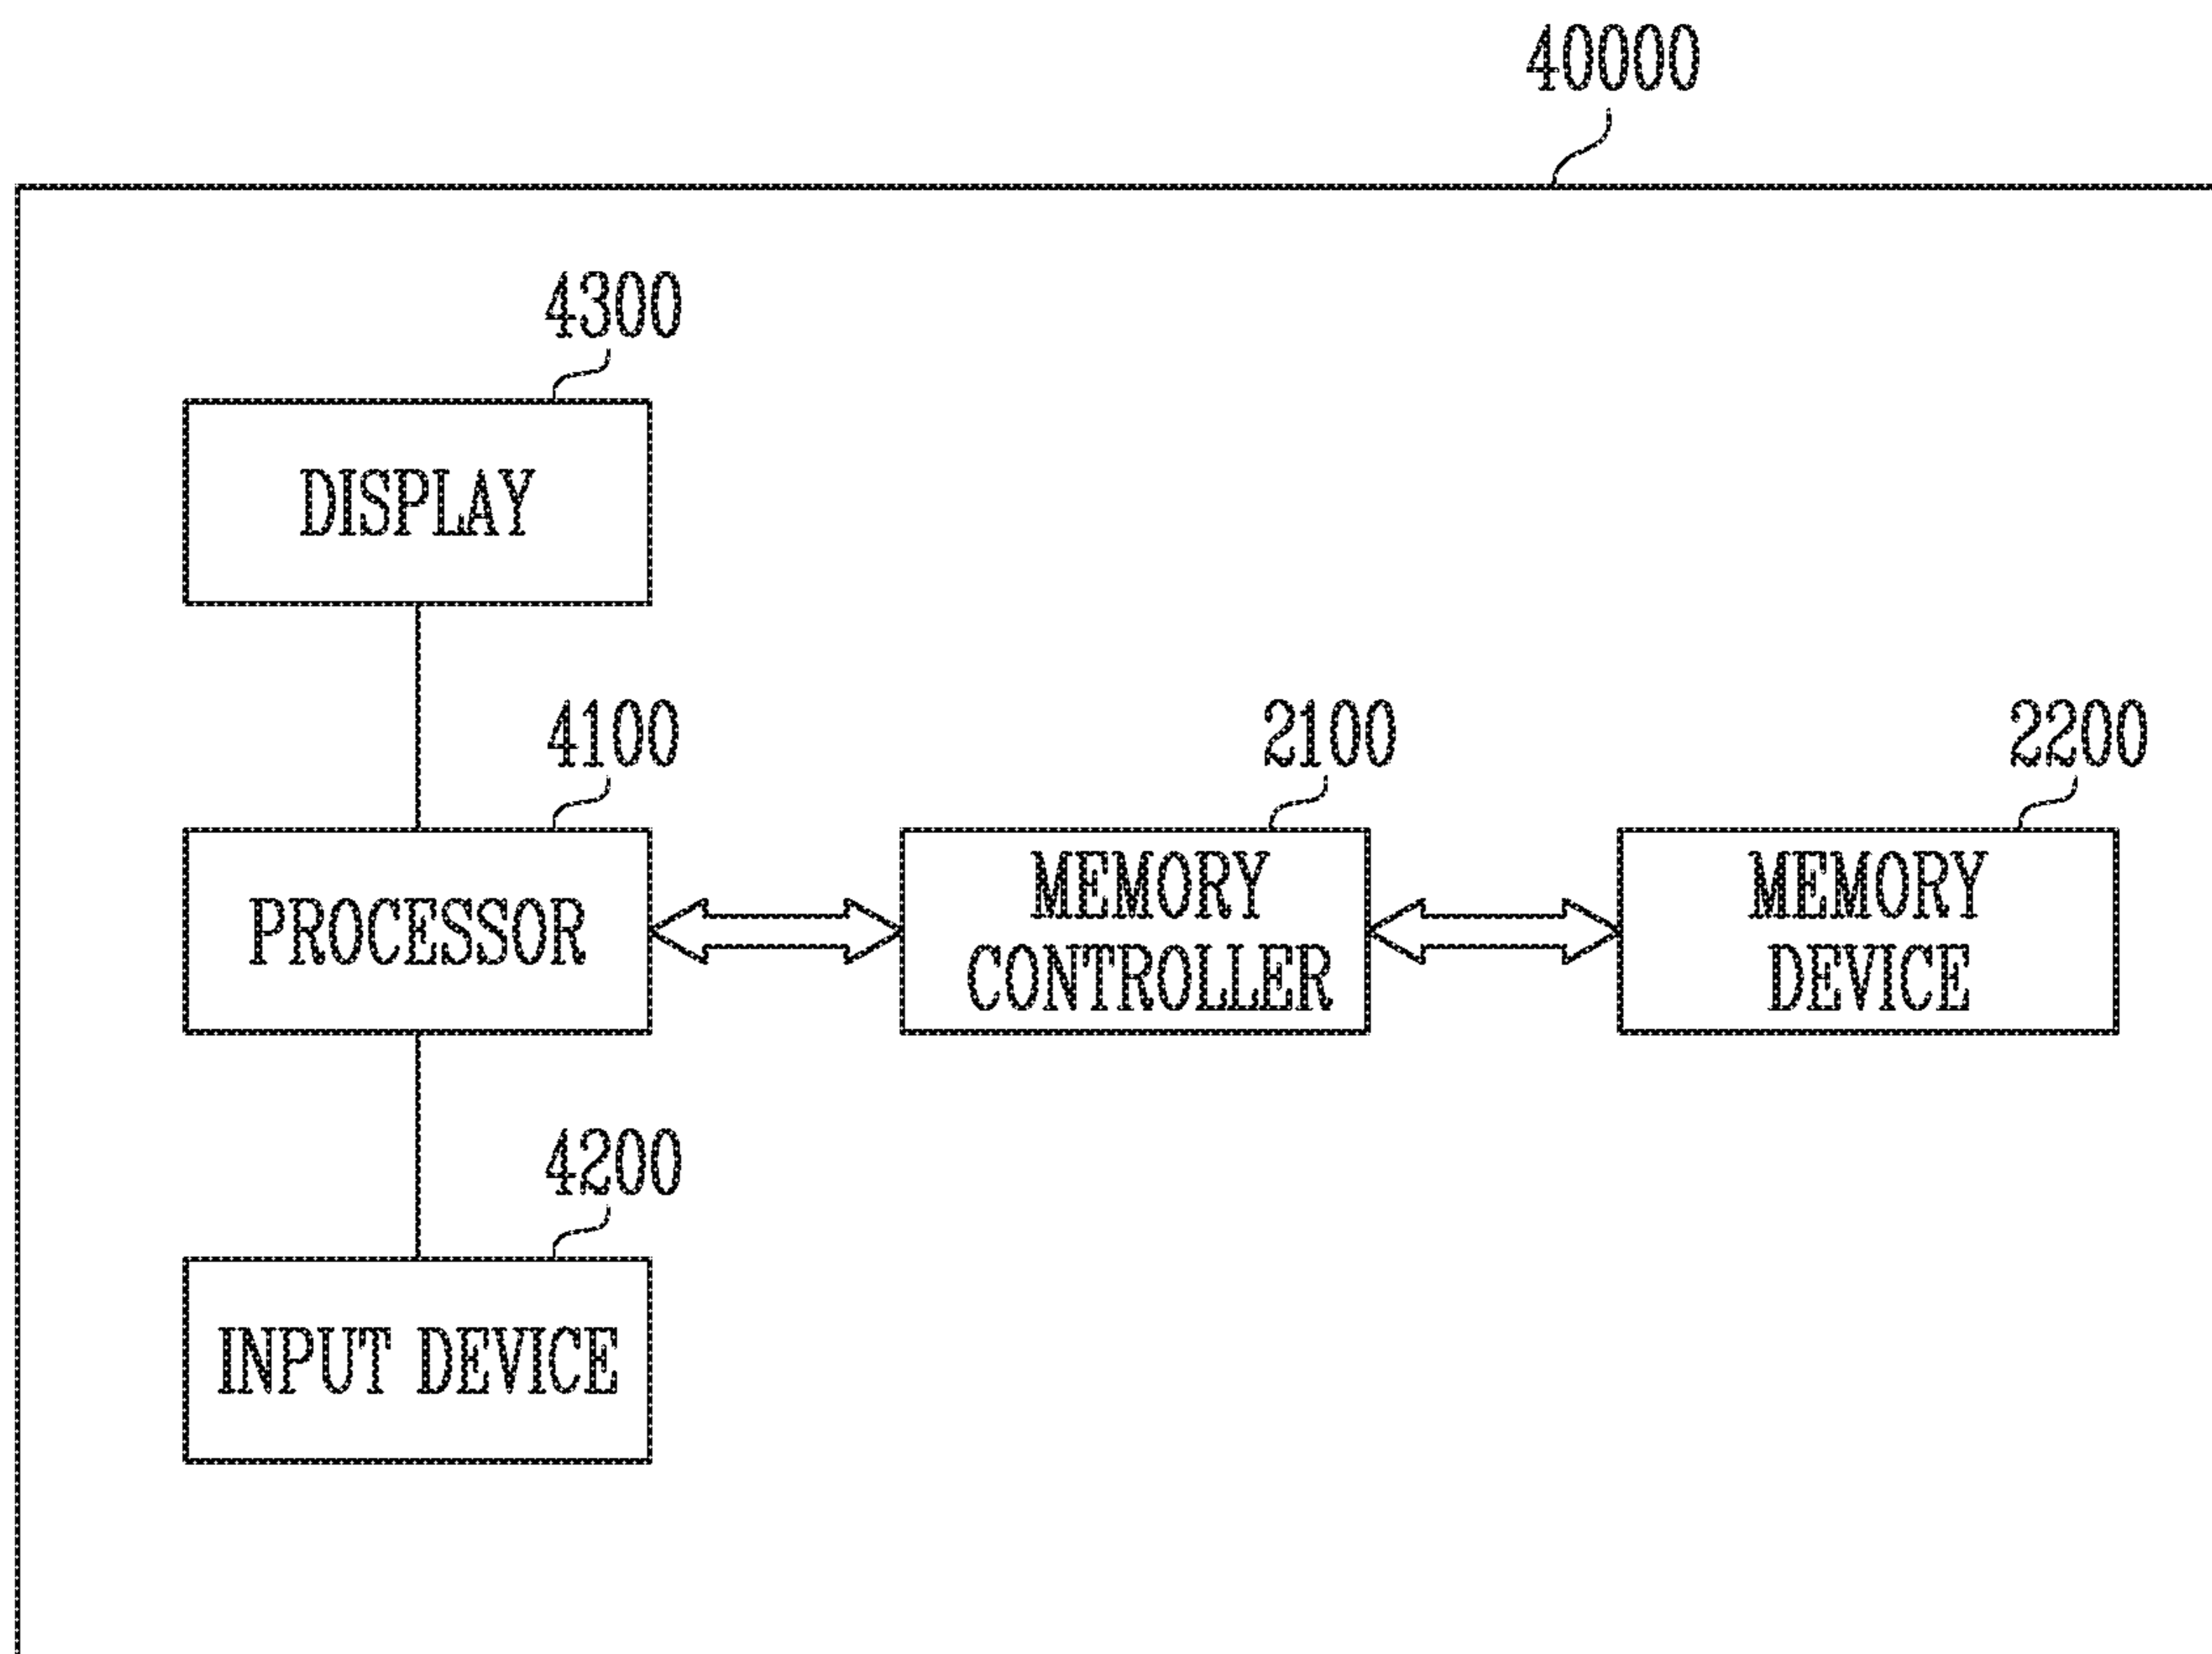 40000
4300
DISPLAY
4100
2100
2200
PROCESSOR
MEMORY
CONTROLLER
MEMORY
DEVICE
4200
INPUT DEVICE